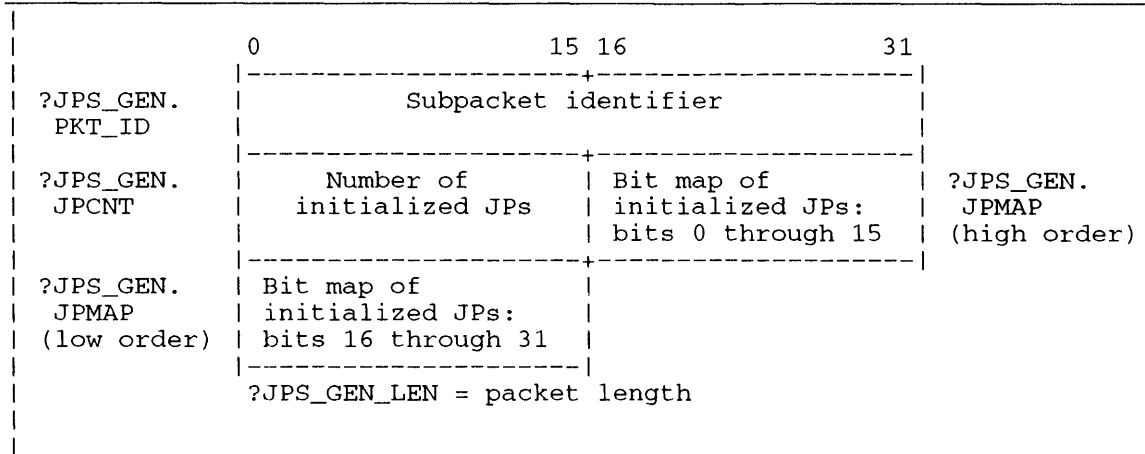 0 15 16 31
?JPS_GEN. Subpacket identifier
PKT_ID
?JPS_GEN. Number of Bit map of ?JPS_GEN.
JPCNT initialized JPs initialized JPs: JPMAP
bits 0 through 15 (high order)
?JPS_GEN. Bit map of
JPMAP initialized JPs:
(low order) bits 16 through 31
?JPS_GEN_LEN = packet length